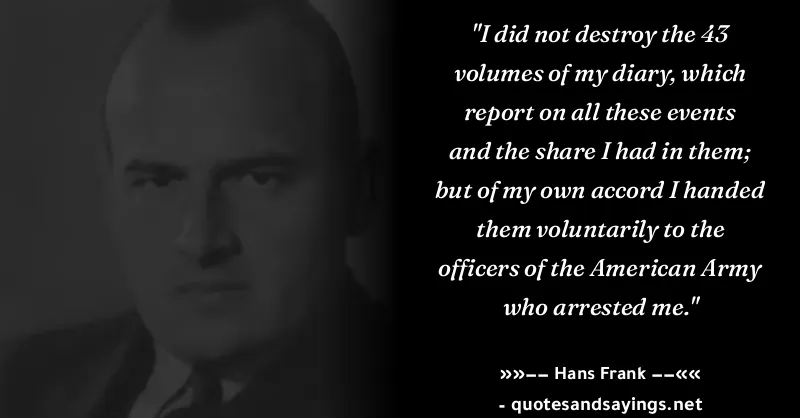 "I did not destroy the 43
volumes of my diary, which
report on all these events
and the share I had in them;
but of my own accord I handed
them voluntarily to the
officers of the American Army
who arrested me."
»»−− Hans Frank −−««
- quotesandsayings.net